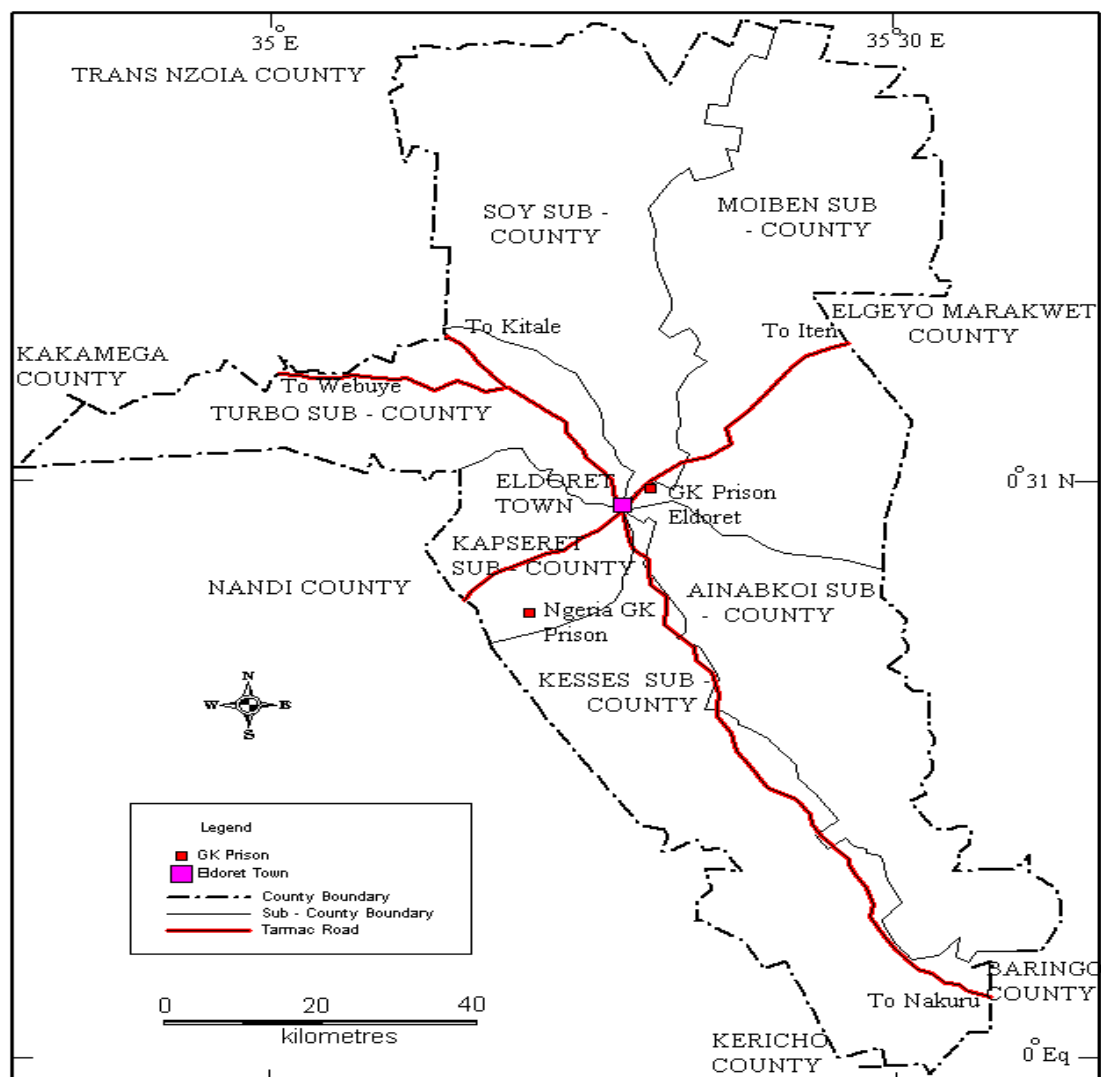 35° E
35° 30 E
TRANS NZOIA COUNTY
SOY SUB -
COUNTY
MOIBEN SUB
- COUNTY
ELGEYO MARAKWET
COUNTY
To Kitale
To Iten
KAKAMEGA
COUNTY
To Webuye
TURBO SUB - COUNTY
ELDORET
TOWN
0° 31 N
GK Prison
Eldoret
KAPSERET
SUB - COUNTY
NANDI COUNTY
AINABKOI SUB
- COUNTY
Ngeria GK
Prison
KESSES SUB -
COUNTY
N
W E
S
Legend
GK Prison
Eldoret Town
County Boundary
Sub - County Boundary
Tarmac Road
BARINGO
COUNTY
To Nakuru
0 20 40
kilometres
KERICHO
COUNTY
0° Eq